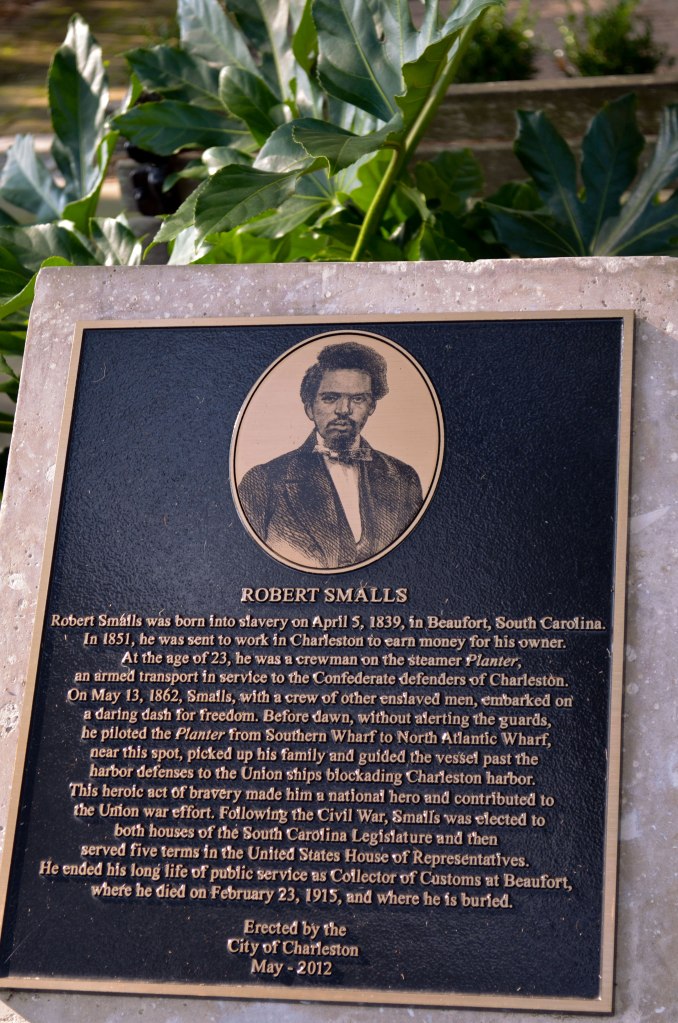 ROBERT SMALLS
Robert Smalls was born into slavery on April 5, 1839, in Beaufort, South Carolina.
In 1851, he was sent to work in Charleston to earn money for his owner.
At the age of 23, he was a crewman on the steamer Planter,
an armed transport in service to the Confederate defenders of Charleston.
On May 13, 1862, Smalls, with a crew of other enslaved men, embarked on
a daring dash for freedom. Before dawn, without alerting the guards,
he piloted the Planter from Southern Wharf to North Atlantic Wharf,
near this spot, picked up his family and guided the vessel past the
harbor defenses to the Union ships blockading Charleston harbor.
This heroic act of bravery made him a national hero and contributed to
the Union war effort. Following the Civil War, Smalls was elected to
both houses of the South Carolina Legislature and then
served five terms in the United States House of Representatives.
He ended his long life of public service as Collector of Customs at Beaufort,
where he died on February 23, 1915, and where he is buried.
Erected by the
City of Charleston
May - 2012